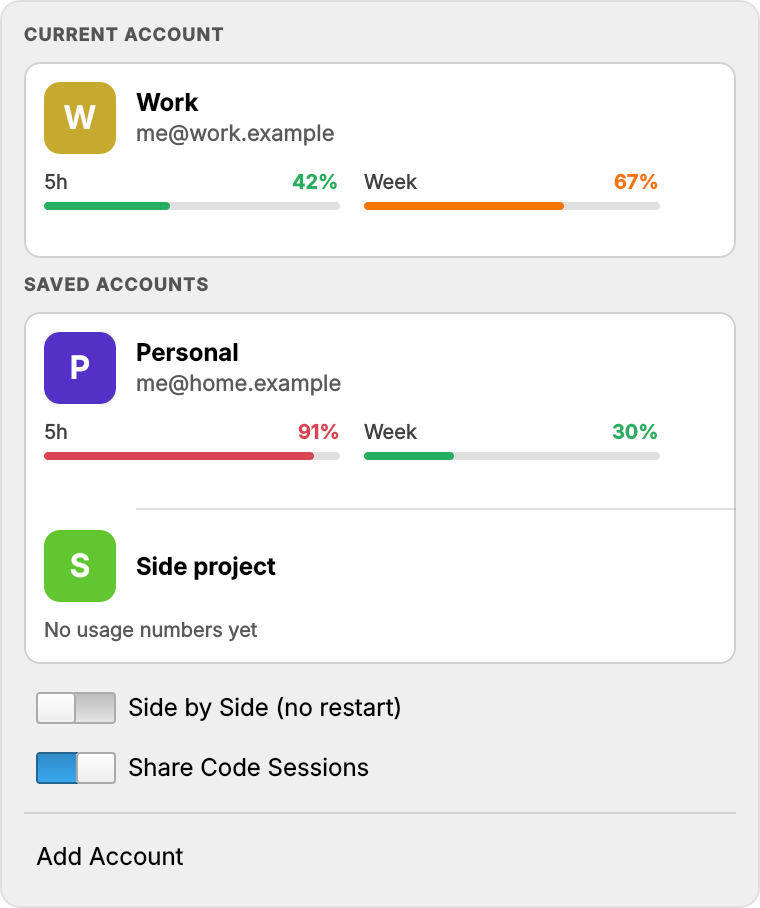 CURRENT ACCOUNT
W
Work
me@work.example
5h 42% Week 67%
SAVED ACCOUNTS
P
Personal
me@home.example
5h 91% Week 30%
S
Side project
No usage numbers yet
Side by Side (no restart)
Share Code Sessions
Add Account